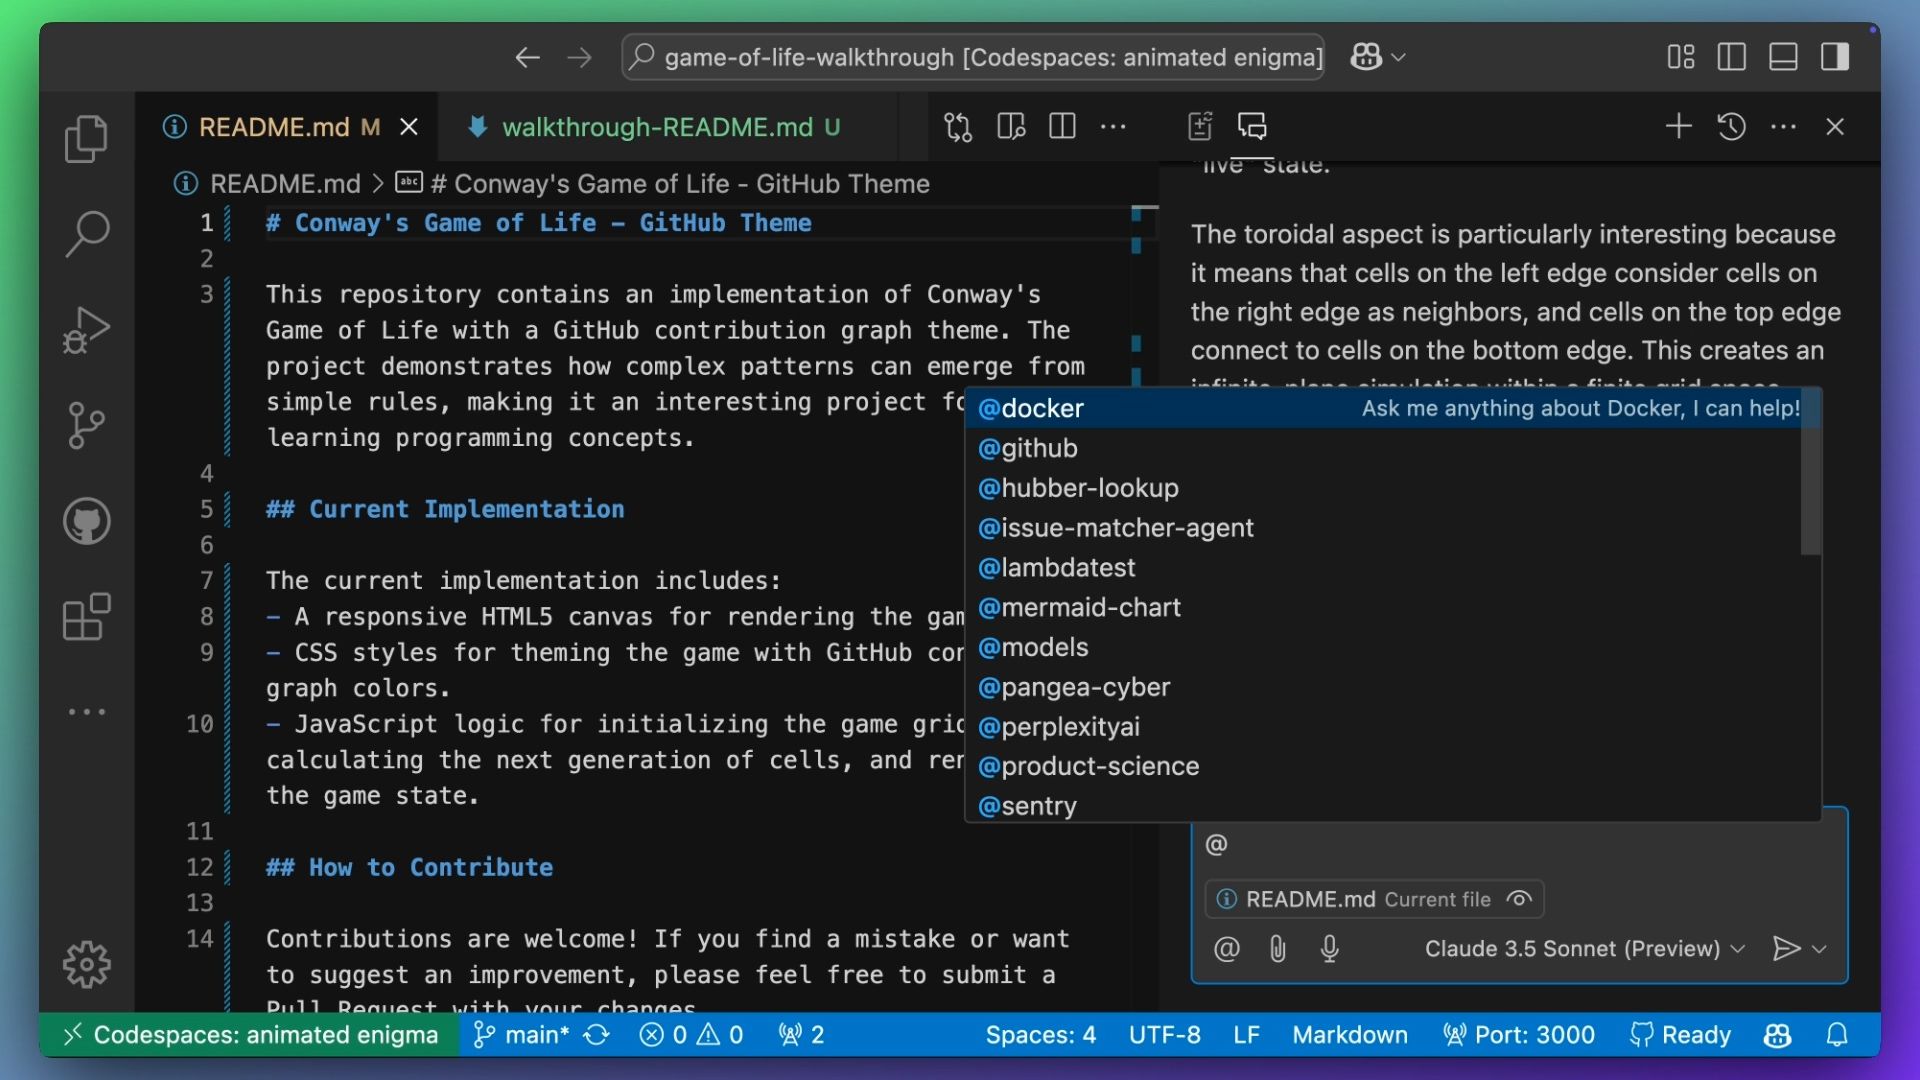 game-of-life-walkthrough [Codespaces: animated enigma]
README.md M
walkthrough-README.md U
README.md > abc # Conway's Game of Life - GitHub Theme
1 # Conway's Game of Life – GitHub Theme
2
3 This repository contains an implementation of Conway's
Game of Life with a GitHub contribution graph theme. The
project demonstrates how complex patterns can emerge from
simple rules, making it an interesting project fo
learning programming concepts.
4
5 ## Current Implementation
6
7 The current implementation includes:
8 – A responsive HTML5 canvas for rendering the gam
9 – CSS styles for theming the game with GitHub con
graph colors.
10 – JavaScript logic for initializing the game grid
calculating the next generation of cells, and ren
the game state.
11
12 ## How to Contribute
13
14 Contributions are welcome! If you find a mistake or want
to suggest an improvement, please feel free to submit a
Pull Request with your changes
"live" state.
The toroidal aspect is particularly interesting because
it means that cells on the left edge consider cells on
the right edge as neighbors, and cells on the top edge
connect to cells on the bottom edge. This creates an
infinite-plane simulation within a finite grid space
@docker Ask me anything about Docker, I can help!
@github
@hubber-lookup
@issue-matcher-agent
@lambdatest
@mermaid-chart
@models
@pangea-cyber
@perplexityai
@product-science
@sentry
@
README.md Current file
Claude 3.5 Sonnet (Preview)
Codespaces: animated enigma main* 0 0 2 Spaces: 4 UTF-8 LF Markdown Port: 3000 Ready